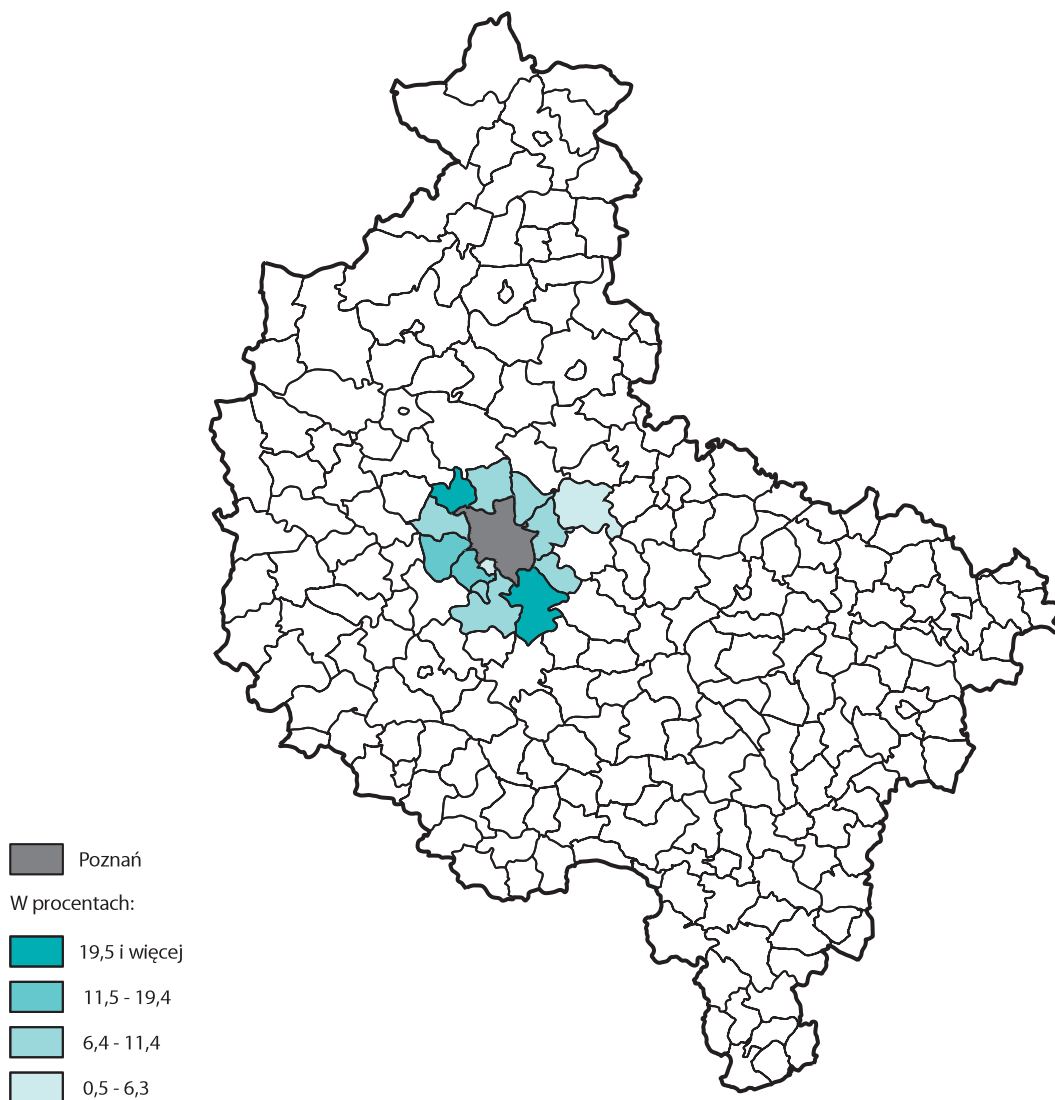 Poznań
W procentach:
19,5 i więcej
11,5 - 19,4
6,4 - 11,4
0,5 - 6,3